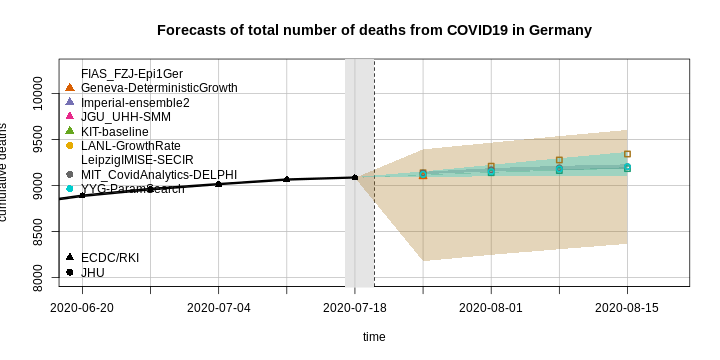 Forecasts of total number of deaths from COVID19 in Germany
cumulative deaths
10000
9500
9000
8500
8000
FIAS_FZJ-Epi1Ger
Geneva-DeterministicGrowth
Imperial-ensemble2
JGU_UHH-SMM
KIT-baseline
LANL-GrowthRate
LeipzigIMISE-SECIR
MIT_CovidAnalytics-DELPHI
YYG-ParamSearch
ECDC/RKI
JHU
2020-06-20
2020-07-04
2020-07-18
2020-08-01
2020-08-15
time